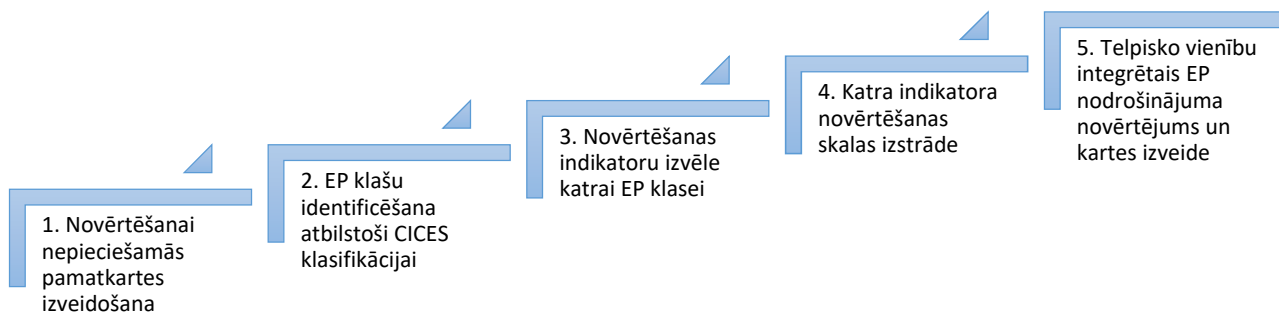 1. Novērtēšanai
nepieciešamās
pamatkartes
izveidošana
2. EP klašu
identificēšana
atbilstoši CICES
klasifikācijai
3. Novērtēšanas
indikatoru izvēle
katrai EP klasei
4. Katra indikatora
novērtēšanas
skalas izstrāde
5. Telpisko vienību
integrētais EP
nodrošinājuma
novērtējums un
kartes izveide